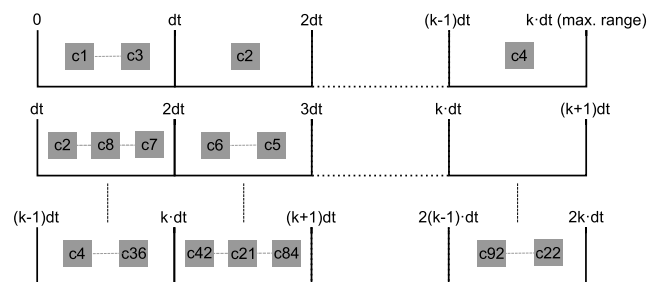 0 dt 2dt (k-1)dt k·dt (max. range)
c1 c3 c2 c4
dt 2dt 3dt k·dt (k+1)dt
c2 c8 c7 c6 c5
(k-1)dt k·dt (k+1)dt 2(k-1)·dt 2k·dt
c4 c36 c42 c21 c84 c92 c22